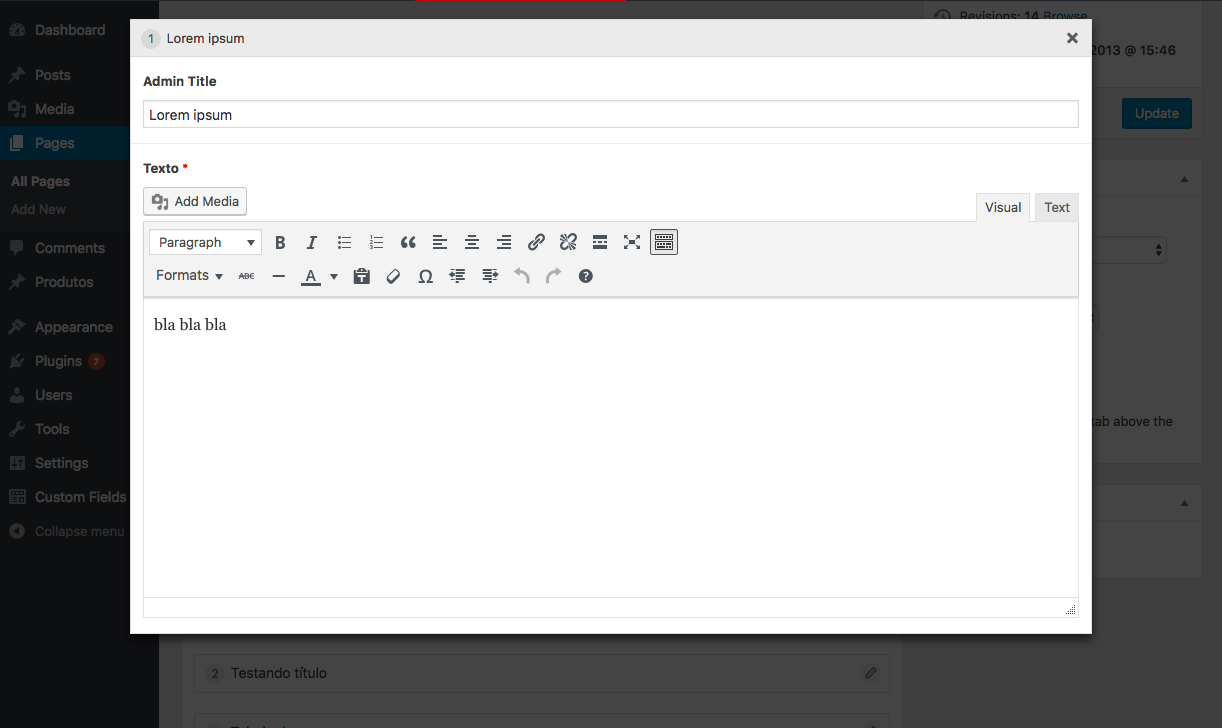 Dashboard
Posts
Media
Pages
All Pages
Add New
Comments
Produtos
Appearance
Plugins 7
Users
Tools
Settings
Custom Fields
Collapse menu
Revisions: 14 Browse
2013 @ 15:46
Update
1 Lorem ipsum
Admin Title
Lorem ipsum
Texto *
Add Media
Visual Text
Paragraph B I
Formats ABC A Ω
bla bla bla
tab above the
2 Testando título